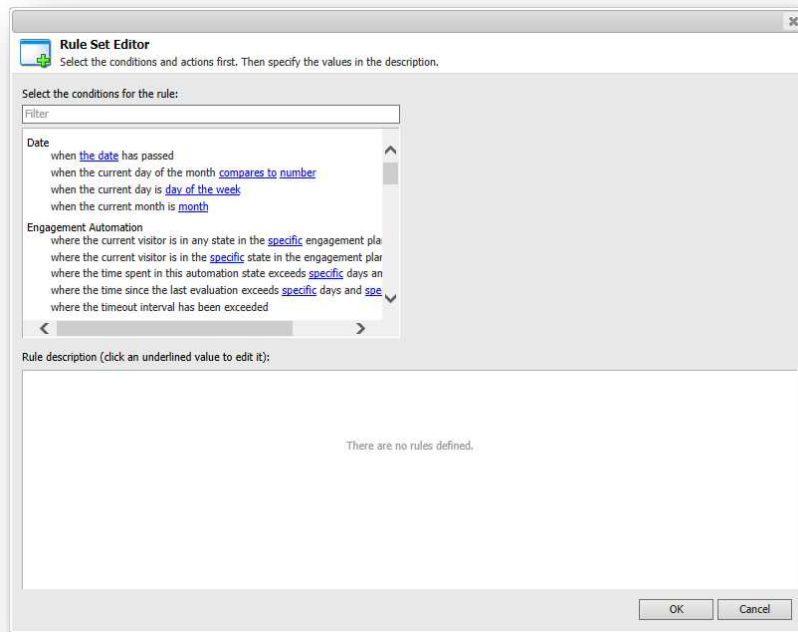 Rule Set Editor
Select the conditions and actions first. Then specify the values in the description.
Select the conditions for the rule:
Filter
Date
when the date has passed
when the current day of the month compares to number
when the current day is day of the week
when the current month is month
Engagement Automation
where the current visitor is in any state in the specific engagement pla
where the current visitor is in the specific state in the engagement plan
where the time spent in this automation state exceeds specific days an
where the time since the last evaluation exceeds specific days and spe
where the timeout interval has been exceeded
Rule description (click an underlined value to edit it):
There are no rules defined.
OK
Cancel